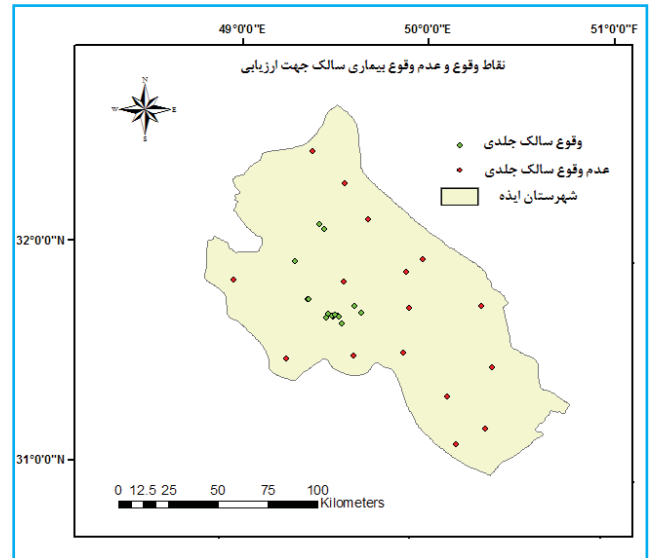 49°0'0"E 50°0'0"E 51°0'0"E
نقاط وقوع و عدم وقوع بیماری سالک جهت ارزیابی
N
W E
S
وقوع سالک جلدی
عدم وقوع سالک جلدی
شهرستان ایذه
32°0'0"N
31°0'0"N
0 12.5 25 50 75 100
Kilometers